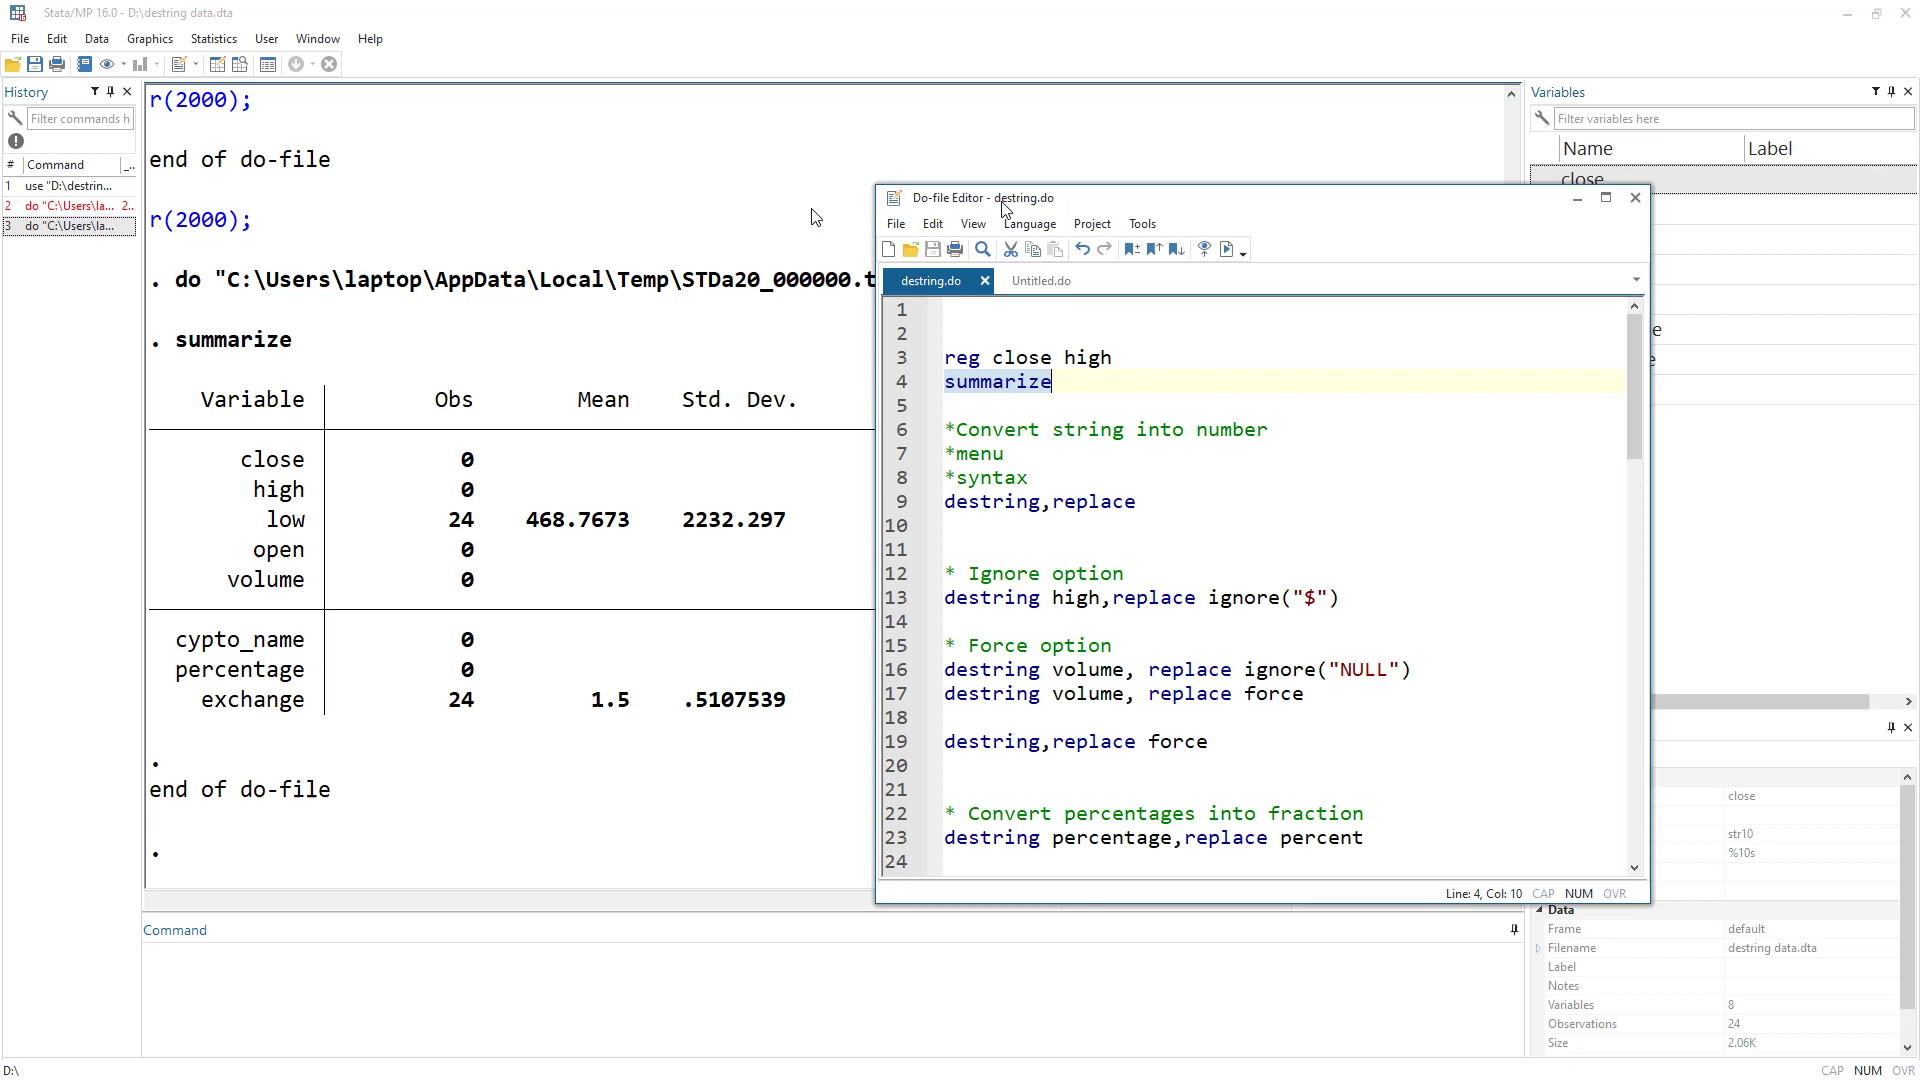 Stata/MP 16.0 - D:\destring data.dta
File Edit Data Graphics Statistics User Window Help
History
Filter commands h
# Command _..
1 use "D:\destrin...
2 do "C:\Users\la... 2..
3 do "C:\Users\la...
r(2000);
end of do-file
r(2000);
. do "C:\Users\laptop\AppData\Local\Temp\STDa20_000000.t
. summarize
Variable Obs Mean Std. Dev.
close 0
high 0
low 24 468.7673 2232.297
open 0
volume 0
cypto_name 0
percentage 0
exchange 24 1.5 .5107539
.
end of do-file
.
Command
Do-file Editor - destring.do
File Edit View Language Project Tools
destring.do Untitled.do
1
2
3 reg close high
4 summarize
5
6 *Convert string into number
7 *menu
8 *syntax
9 destring,replace
10
11
12 * Ignore option
13 destring high,replace ignore("$")
14
15 * Force option
16 destring volume, replace ignore("NULL")
17 destring volume, replace force
18
19 destring,replace force
20
21
22 * Convert percentages into fraction
23 destring percentage,replace percent
24
Line: 4, Col: 10 CAP NUM OVR
Variables
Filter variables here
Name Label
close
e
e
close
str10
%10s
Data
Frame default
Filename destring data.dta
Label
Notes
Variables 8
Observations 24
Size 2.06K
D:\
CAP NUM OVR